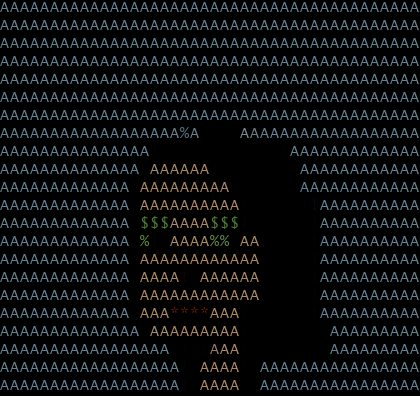 AAAAAAAAAAAAAAAAAAAAAAAAAAAAAAAAAAAAAAAAAA
AAAAAAAAAAAAAAAAAAAAAAAAAAAAAAAAAAAAAAAAAA
AAAAAAAAAAAAAAAAAAAAAAAAAAAAAAAAAAAAAAAAAA
AAAAAAAAAAAAAAAAAAAAAAAAAAAAAAAAAAAAAAAAAA
AAAAAAAAAAAAAAAAAAAAAAAAAAAAAAAAAAAAAAAAAA
AAAAAAAAAAAAAAAAAAAAAAAAAAAAAAAAAAAAAAAAAA
AAAAAAAAAAAAAAAAAAAAAAAAAAAAAAAAAAAAAAAAAA
AAAAAAAAAAAAAAAAAA%A    AAAAAAAAAAAAAAAAAA
AAAAAAAAAAAAAAA              AAAAAAAAAAAAA
AAAAAAAAAAAAAA AAAAAA         AAAAAAAAAAAA
AAAAAAAAAAAAA AAAAAAAAA       AAAAAAAAAAAA
AAAAAAAAAAAAA AAAAAAAAAA        AAAAAAAAAA
AAAAAAAAAAAAA $$$AAAA$$$        AAAAAAAAAA
AAAAAAAAAAAAA %  AAAA%% AA      AAAAAAAAAA
AAAAAAAAAAAAA AAAAAAAAAAAA      AAAAAAAAAA
AAAAAAAAAAAAA AAAA  AAAAAA      AAAAAAAAAA
AAAAAAAAAAAAA AAAAAAAAAAAA      AAAAAAAAAA
AAAAAAAAAAAAA AAA☆☆☆☆AAA        AAAAAAAAAA
AAAAAAAAAAAAAA AAAAAAAAA         AAAAAAAAA
AAAAAAAAAAAAAAAAA    AAA         AAAAAAAAA
AAAAAAAAAAAAAAAAAA  AAAA  AAAAAAAAAAAAAAAA
AAAAAAAAAAAAAAAAAA  AAAA  AAAAAAAAAAAAAAAA